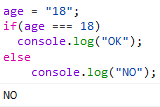 age = "18";
if(age === 18)
  console.log("OK");
else
    console.log("NO");
NO